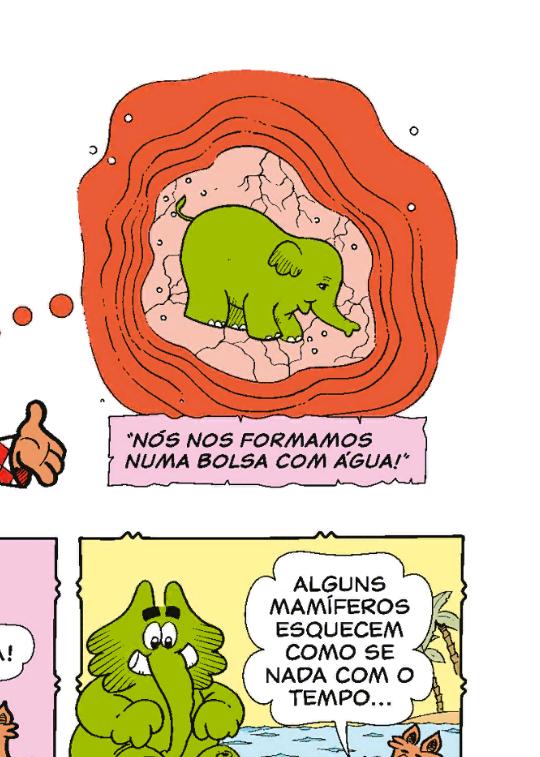 "NÓS NOS FORMAMOS
NUMA BOLSA COM ÁGUA!"
A!
ALGUNS
MAMÍFEROS
ESQUECEM
COMO SE
NADA COM O
TEMPO...